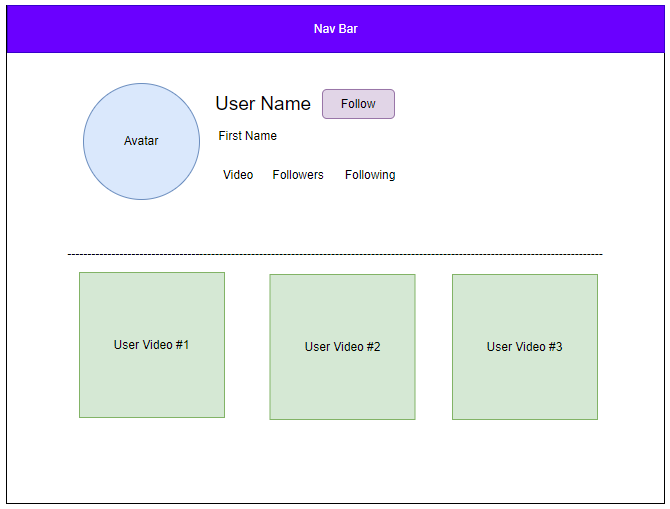 Nav Bar
User Name Follow
Avatar
First Name
Video Followers Following
User Video #1
User Video #2
User Video #3